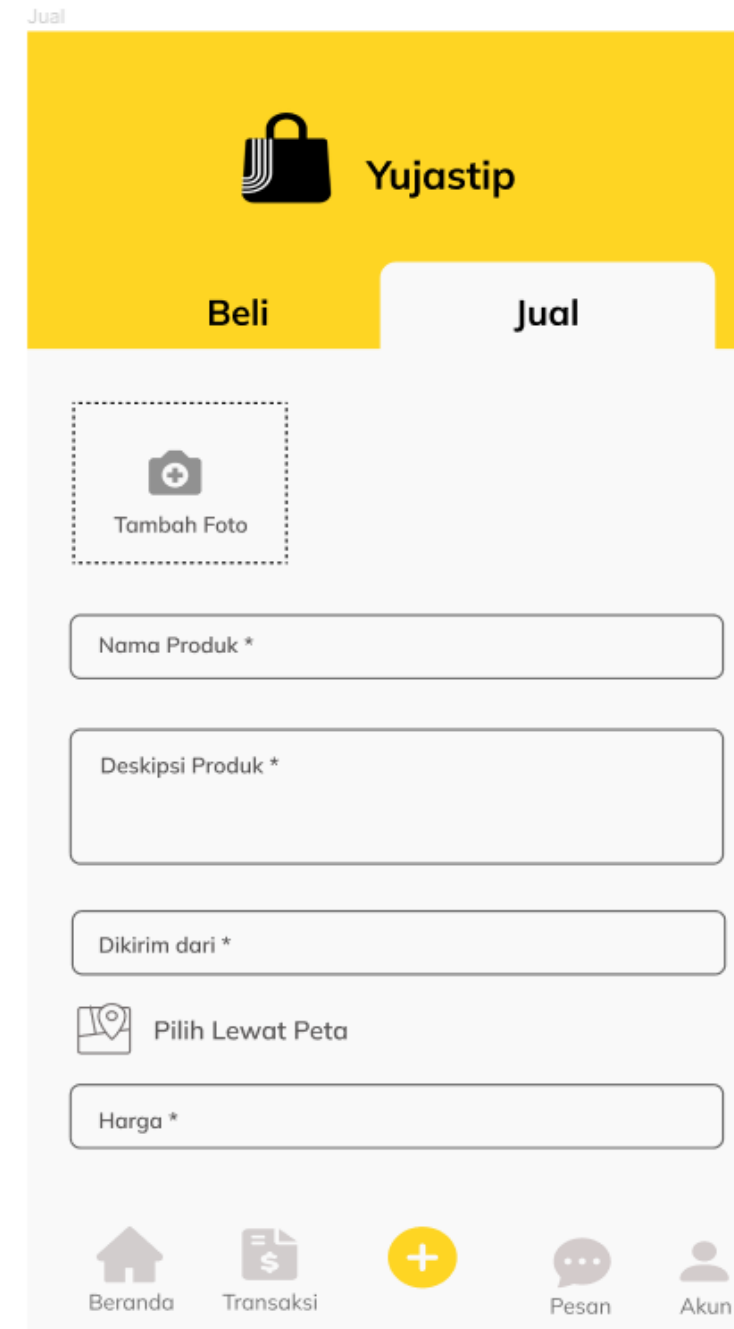 Jual
Yujastip
Beli
Jual
Tambah Foto
Nama Produk *
Deskipsi Produk *
Dikirim dari *
Pilih Lewat Peta
Harga *
Beranda
Transaksi
Pesan
Akun